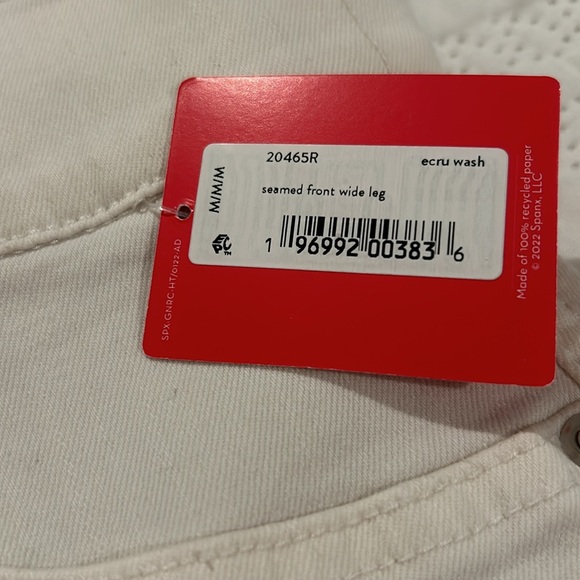 20465R
ecru wash
M/M/M
seamed front wide leg
EPC™
1 96992 00383 6
SPX GNRC HT/0122-AD
Made of 100% recycled paper
© 2022 Spanx, LLC